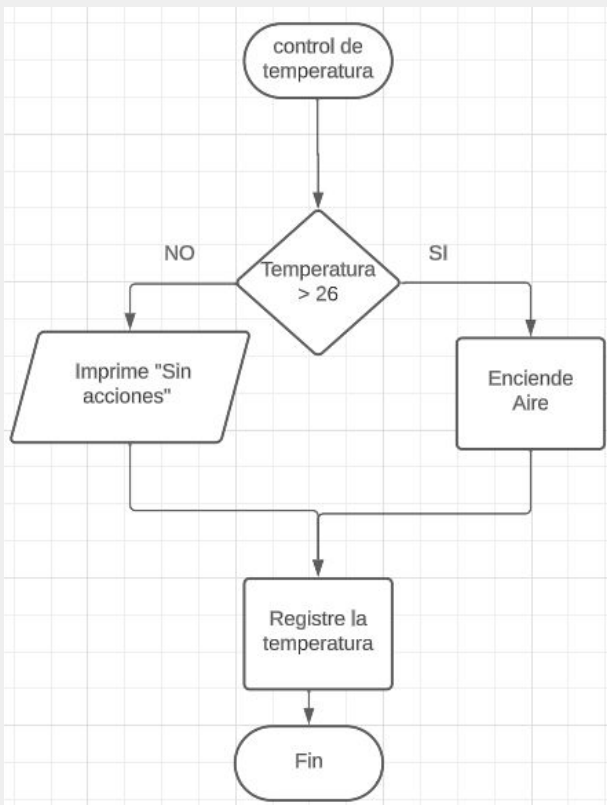 control de
temperatura
NO
SI
Temperatura
> 26
Imprime "Sin
acciones"
Enciende
Aire
Registre la
temperatura
Fin